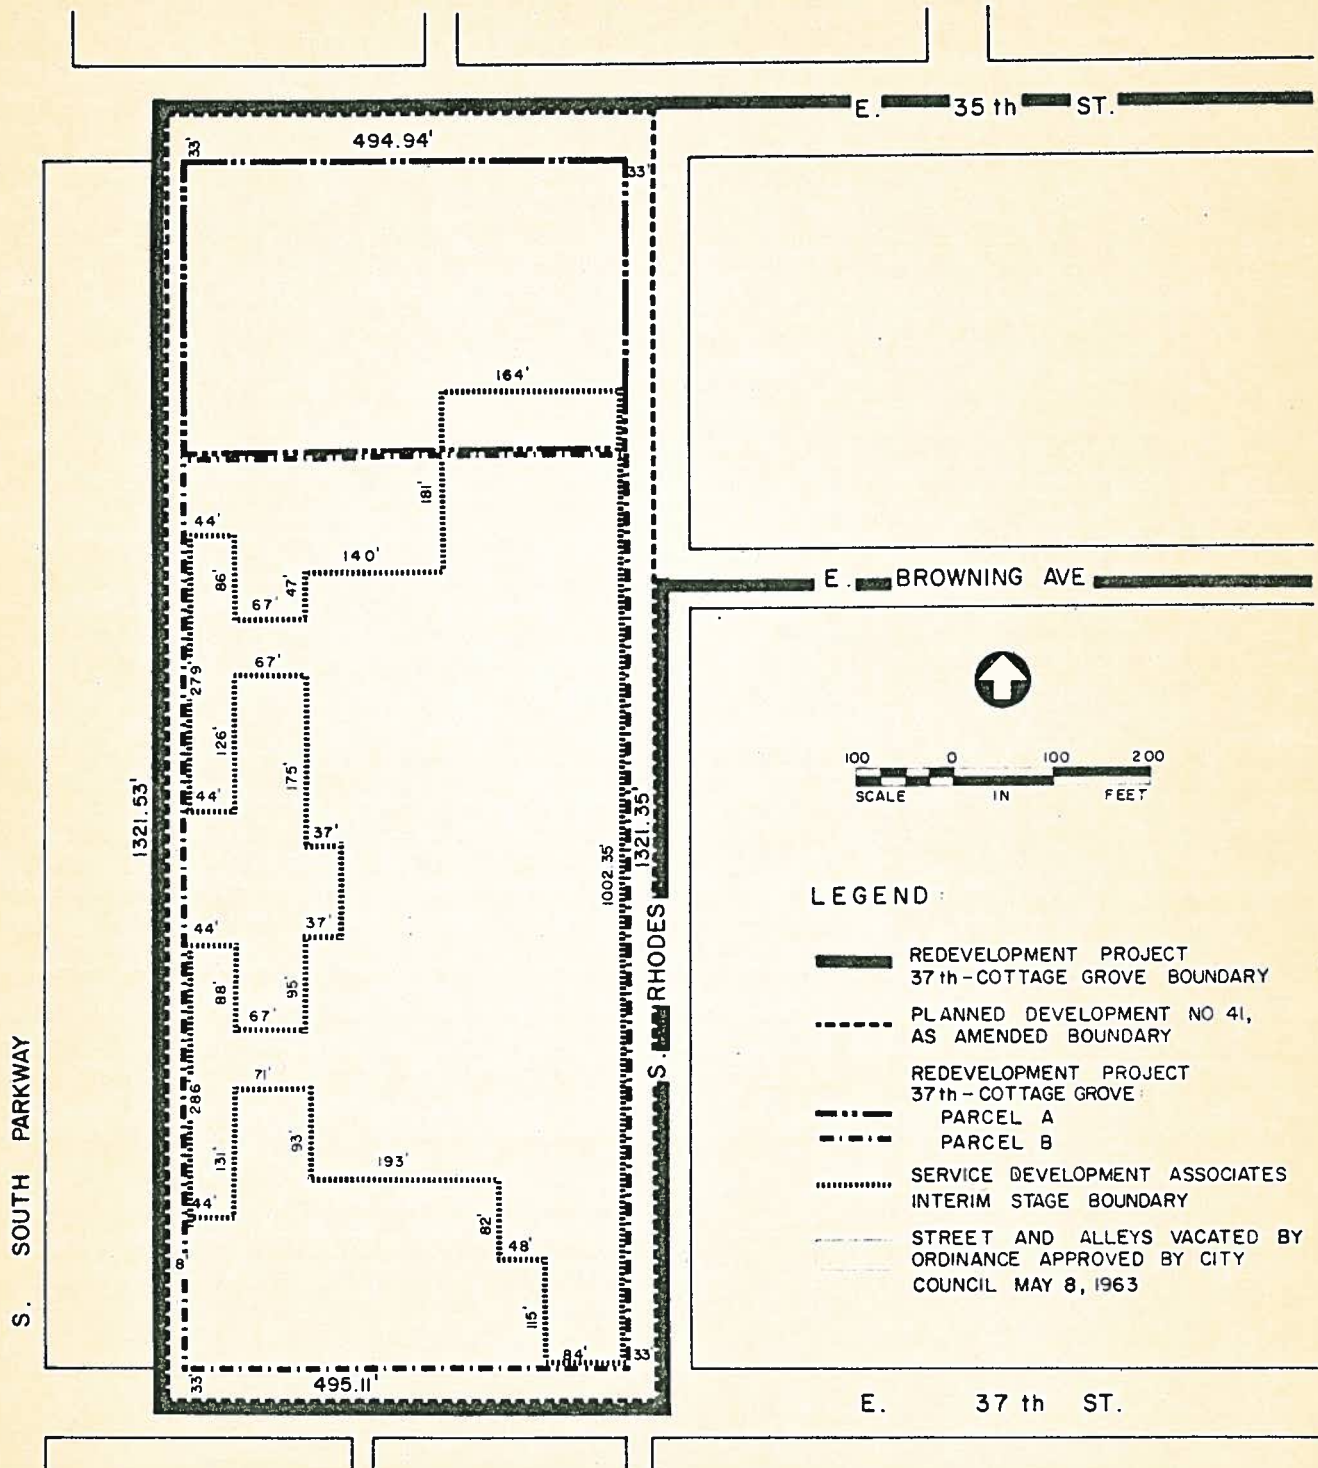 E. 35 th ST.
33' 494.94'
33'
164'
181'
44'
140'
86' 47'
67'
279' 67'
126'
175'
44'
1321.53'
37'
1321.35'
1002.35'
44' 37'
88' 95'
67'
71'
286'
131' 93'
193'
44'
82'
48'
8'
115'
84' 33'
33' 495.11'
S. SOUTH PARKWAY
S. RHODES
E. BROWNING AVE
100 0 100 200
SCALE IN FEET
LEGEND:
REDEVELOPMENT PROJECT
37th-COTTAGE GROVE BOUNDARY
PLANNED DEVELOPMENT NO 41,
AS AMENDED BOUNDARY
REDEVELOPMENT PROJECT
37th-COTTAGE GROVE:
PARCEL A
PARCEL B
SERVICE DEVELOPMENT ASSOCIATES
INTERIM STAGE BOUNDARY
STREET AND ALLEYS VACATED BY
ORDINANCE APPROVED BY CITY
COUNCIL MAY 8, 1963
E. 37 th ST.